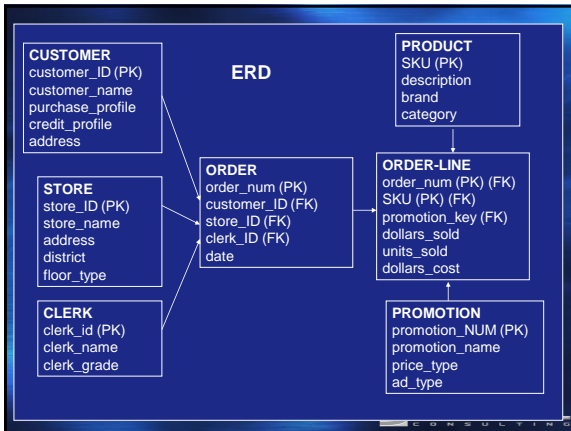 ERD
CUSTOMER
customer_ID (PK)
customer_name
purchase_profile
credit_profile
address
STORE
store_ID (PK)
store_name
address
district
floor_type
CLERK
clerk_id (PK)
clerk_name
clerk_grade
ORDER
order_num (PK)
customer_ID (FK)
store_ID (FK)
clerk_ID (FK)
date
PRODUCT
SKU (PK)
description
brand
category
ORDER-LINE
order_num (PK) (FK)
SKU (PK) (FK)
promotion_key (FK)
dollars_sold
units_sold
dollars_cost
PROMOTION
promotion_NUM (PK)
promotion_name
price_type
ad_type
CONSULTING